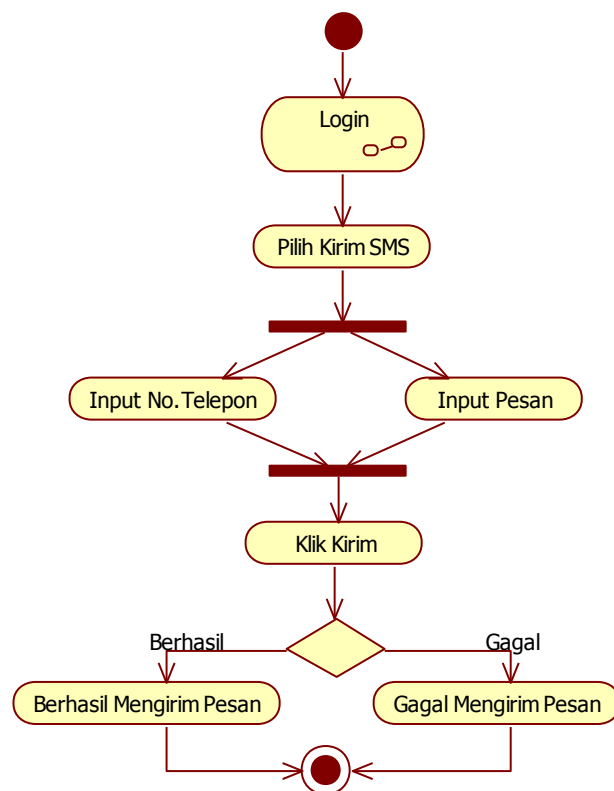 Login
Pilih Kirim SMS
Input No.Telepon
Input Pesan
Klik Kirim
Berhasil
Gagal
Berhasil Mengirim Pesan
Gagal Mengirim Pesan